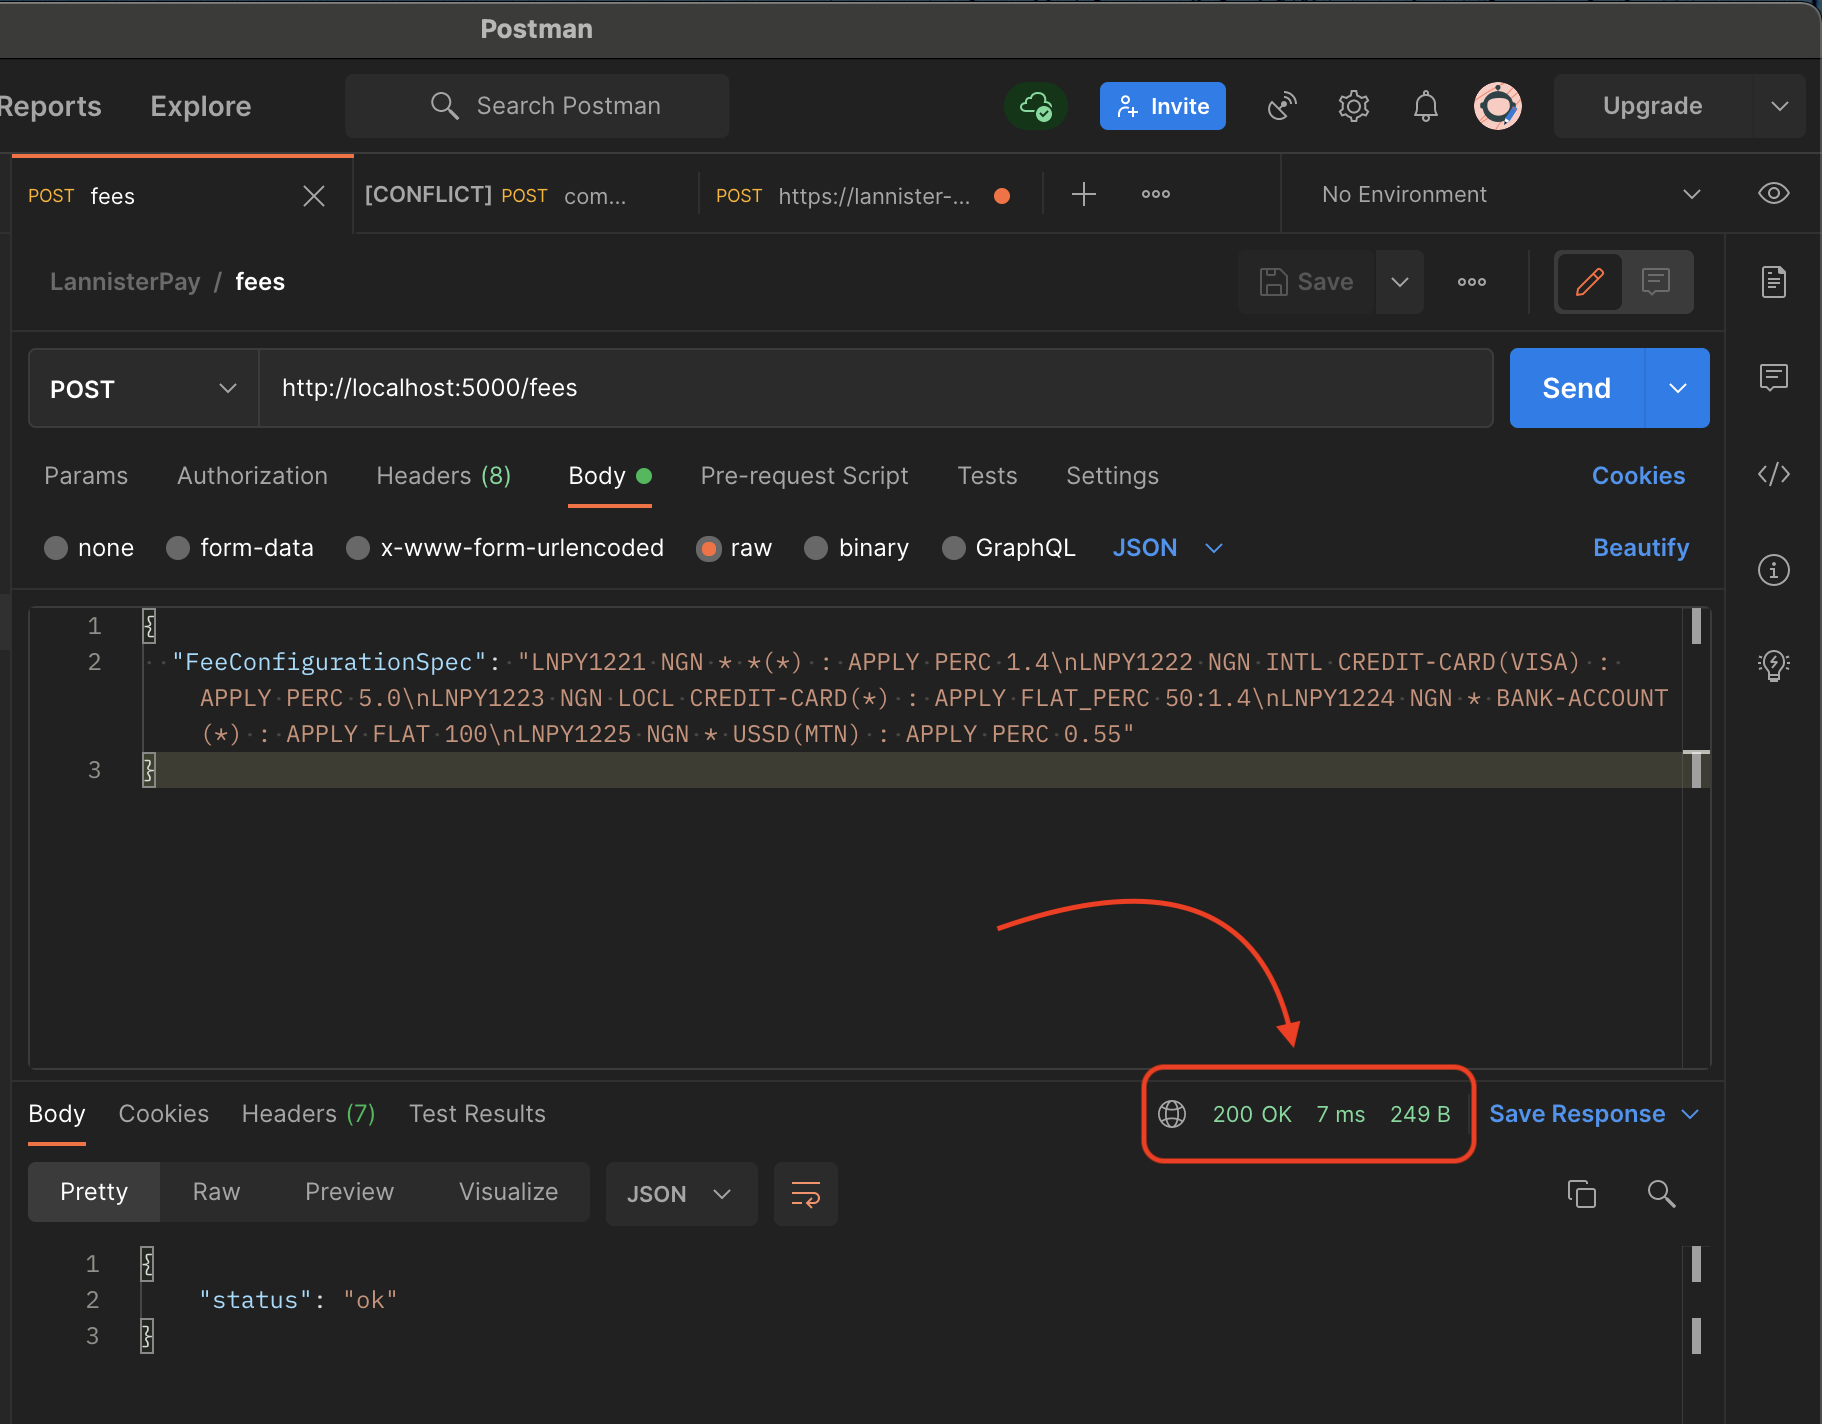 Postman
Reports Explore Search Postman Invite Upgrade
POST fees [CONFLICT] POST com... POST https://lannister-... No Environment
LannisterPay / fees Save
POST http://localhost:5000/fees Send
Params Authorization Headers (8) Body Pre-request Script Tests Settings Cookies
none form-data x-www-form-urlencoded raw binary GraphQL JSON Beautify
1 {
2 "FeeConfigurationSpec": "LNPY1221 NGN * *(*) : APPLY PERC 1.4\nLNPY1222 NGN INTL CREDIT-CARD(VISA) :
APPLY PERC 5.0\nLNPY1223 NGN LOCL CREDIT-CARD(*) : APPLY FLAT_PERC 50:1.4\nLNPY1224 NGN * BANK-ACCOUNT
(*) : APPLY FLAT 100\nLNPY1225 NGN * USSD(MTN) : APPLY PERC 0.55"
3 }
Body Cookies Headers (7) Test Results 200 OK 7 ms 249 B Save Response
Pretty Raw Preview Visualize JSON
1 {
2 "status": "ok"
3 }